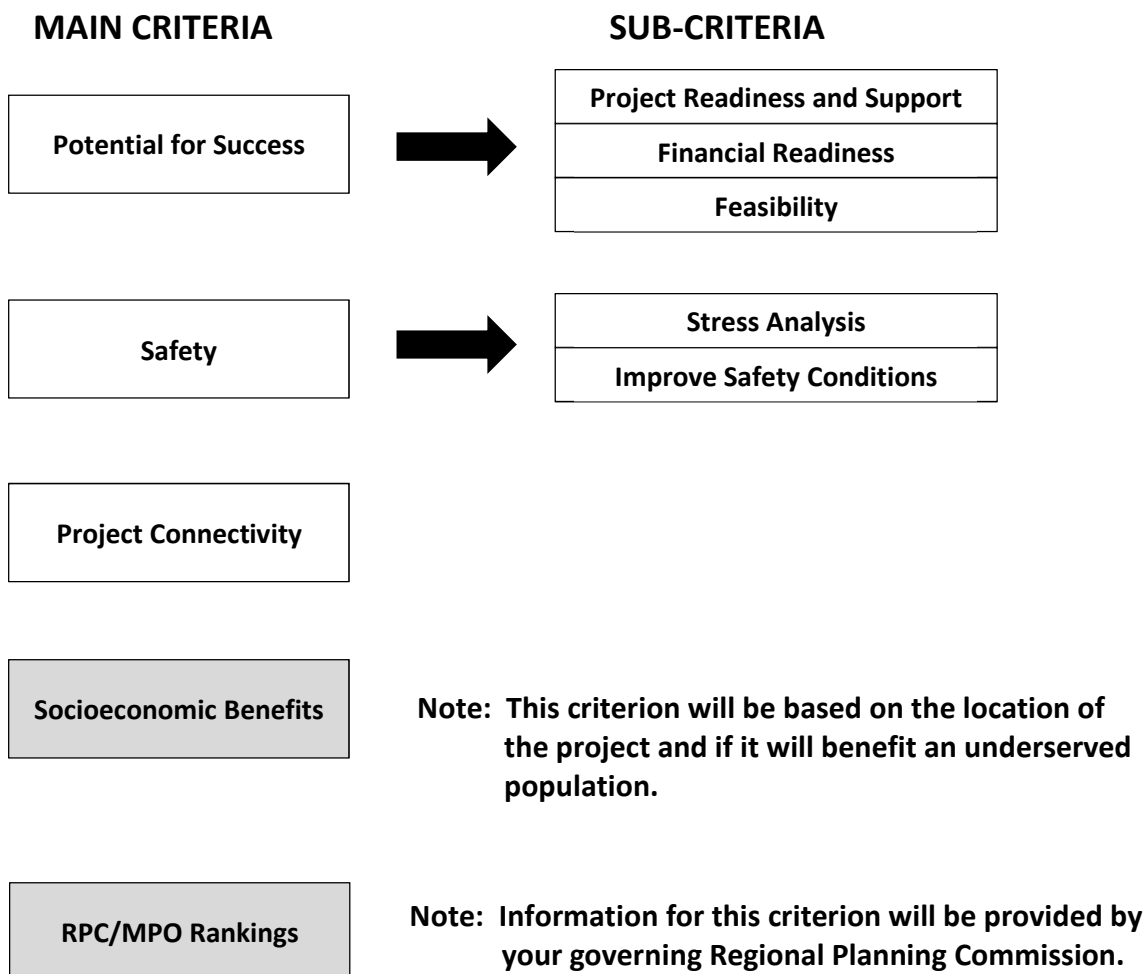 MAIN CRITERIA
SUB-CRITERIA
Potential for Success
Project Readiness and Support
Financial Readiness
Feasibility
Safety
Stress Analysis
Improve Safety Conditions
Project Connectivity
Socioeconomic Benefits
Note: This criterion will be based on the location of
the project and if it will benefit an underserved
population.
RPC/MPO Rankings
Note: Information for this criterion will be provided by
your governing Regional Planning Commission.